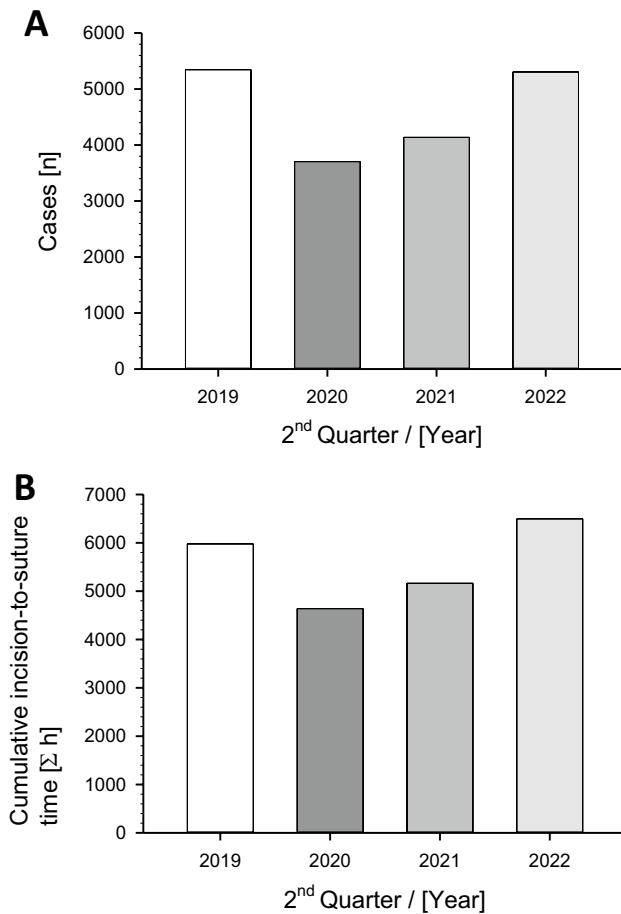 A
6000
5000
4000
3000
2000
1000
0
Cases [n]
2019 2020 2021 2022
2nd Quarter / [Year]
B
7000
6000
5000
4000
3000
2000
1000
0
Cumulative incision-to-suture
time [Σ h]
2019 2020 2021 2022
2nd Quarter / [Year]